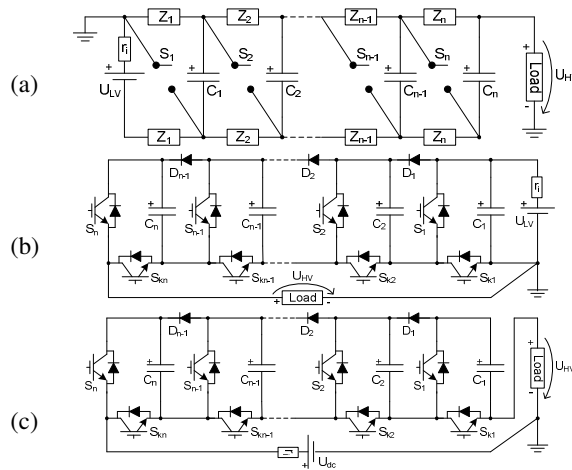 Z1 Z2 Zn-1 Zn
ri S1 S2 Sn-1 Sn
+ + + + + Load UH
ULV C1 C2 Cn-1 Cn -
(a)
Z1 Z2 Zn-1 Zn
Dn-1 D2 D1
+ + + + ri
Sn Cn Sn-1 Cn-1 S2 C2 S1 C1 + ULV
(b)
Skn Skn-1 Sk2 Sk1
UHV
+ Load -
Dn-1 D2 D1
+ + + + + Load UHV
Sn Cn Sn-1 Cn-1 S2 C2 S1 C1 -
(c)
Skn Skn-1 Sk2 Sk1
+ Udc